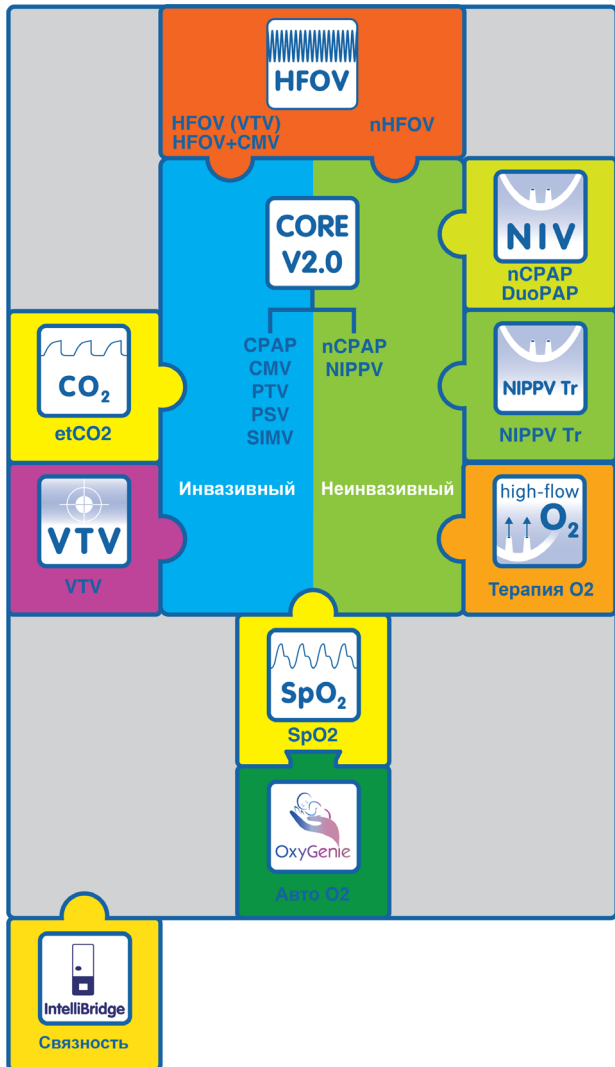 HFOV
HFOV (VTV)
HFOV+CMV
nHFOV
CORE
V2.0
CPAP
CMV
PTV
PSV
SIMV
nCPAP
NIPPV
Инвазивный
Неинвазивный
NIV
nCPAP
DuoPAP
CO2
etCO2
NIPPV Tr
NIPPV Tr
VTV
VTV
high-flow
O2
Терапия O2
SpO2
SpO2
OxyGenie
Авто O2
IntelliBridge
Связность